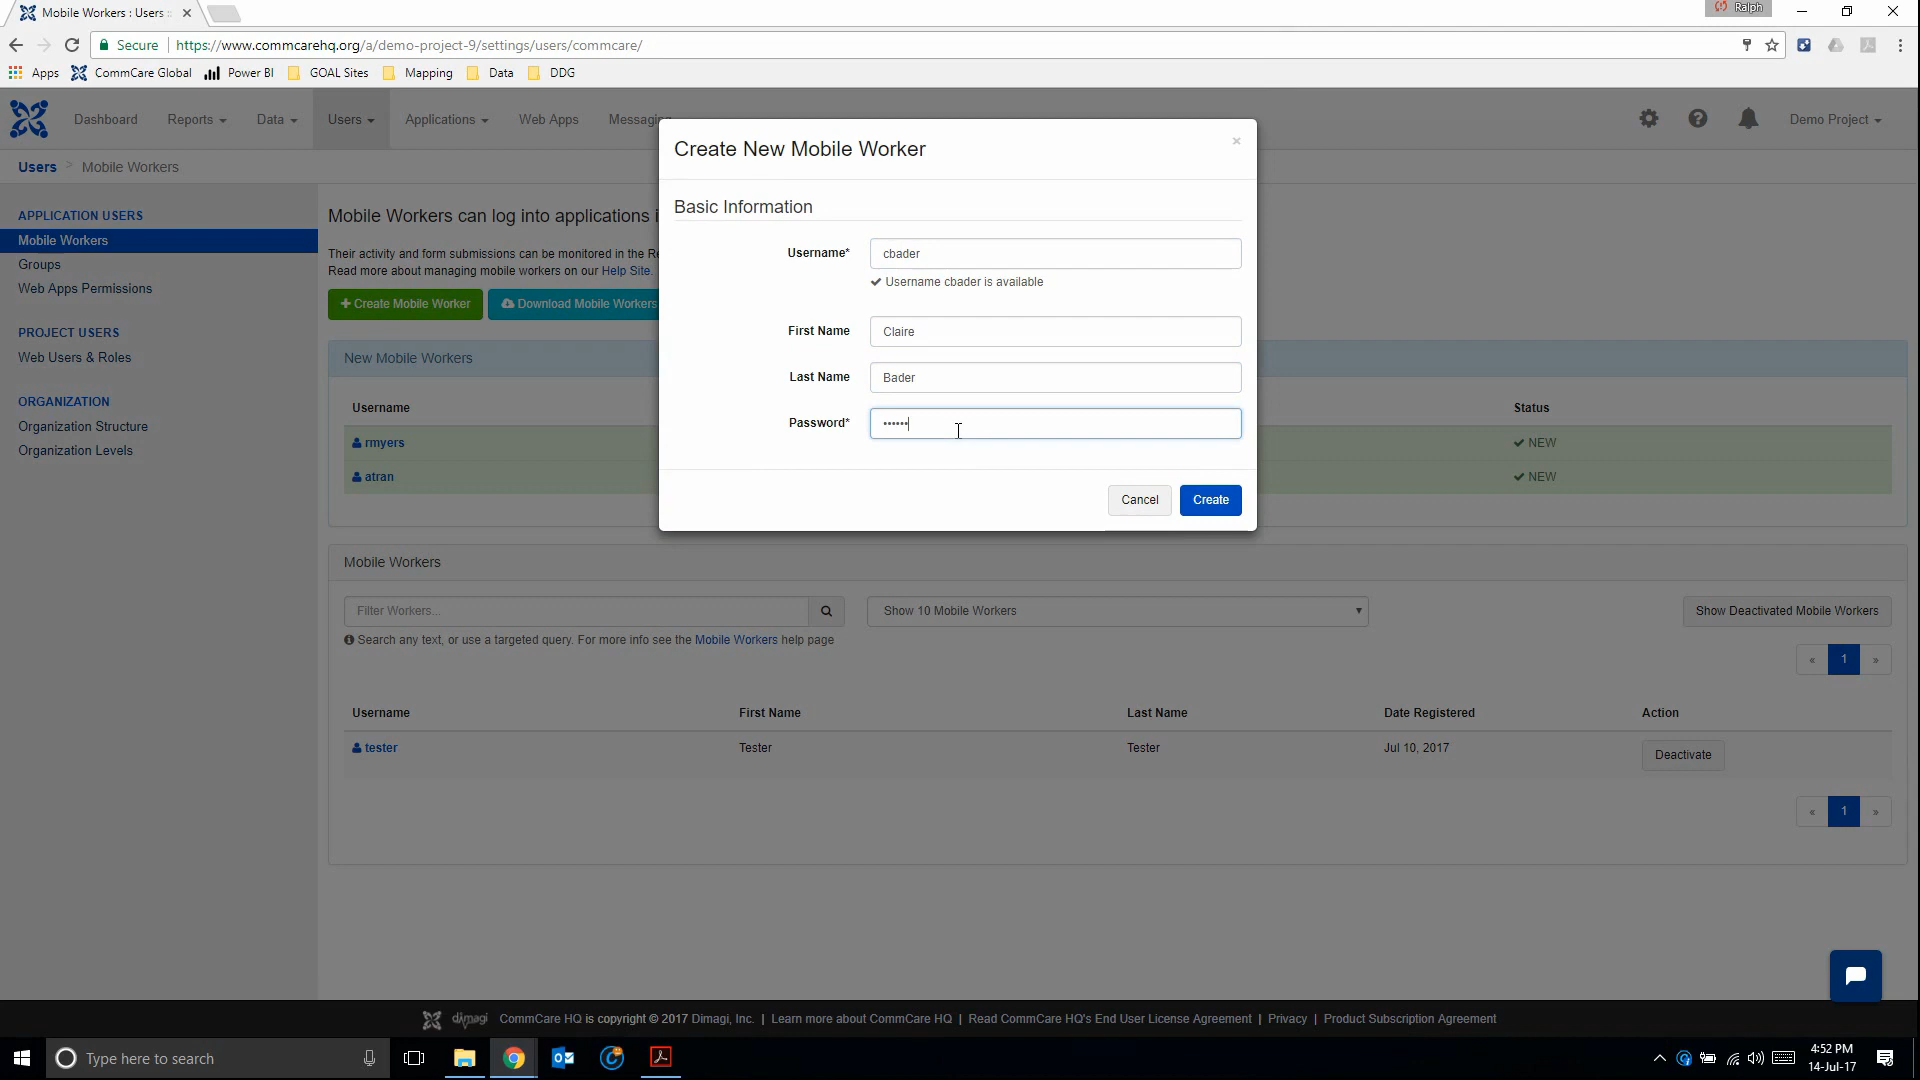 Mobile Workers : Users :
Ralph
Secure
https://www.commcarehq.org/a/demo-project-9/settings/users/commcare/
Apps
CommCare Global
Power BI
GOAL Sites
Mapping
Data
DDG
Dashboard
Reports
Data
Users
Applications
Web Apps
Messaging
Demo Project
Users > Mobile Workers
APPLICATION USERS
Mobile Workers
Groups
Web Apps Permissions
PROJECT USERS
Web Users & Roles
ORGANIZATION
Organization Structure
Organization Levels
Mobile Workers can log into applications i
Their activity and form submissions can be monitored in the Re
Read more about managing mobile workers on our Help Site.
+ Create Mobile Worker
Download Mobile Workers
New Mobile Workers
Username
Status
rmyers
NEW
atran
NEW
Create New Mobile Worker
×
Basic Information
Username*
cbader
Username cbader is available
First Name
Claire
Last Name
Bader
Password*
••••••
Cancel
Create
Mobile Workers
Filter Workers...
Show 10 Mobile Workers
Show Deactivated Mobile Workers
Search any text, or use a targeted query. For more info see the Mobile Workers help page
« 1 »
Username
First Name
Last Name
Date Registered
Action
tester
Tester
Tester
Jul 10, 2017
Deactivate
« 1 »
dimagi
CommCare HQ is copyright © 2017 Dimagi, Inc. | Learn more about CommCare HQ | Read CommCare HQ's End User License Agreement | Privacy | Product Subscription Agreement
Type here to search
4:52 PM
14-Jul-17